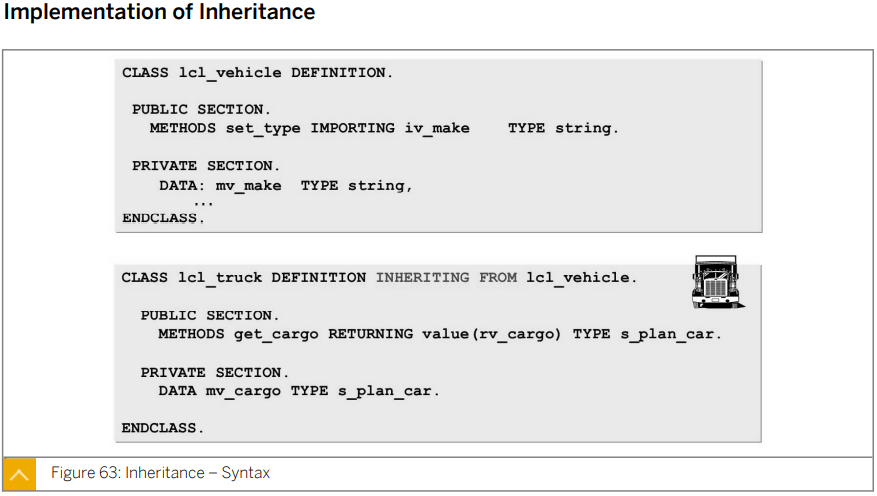 Implementation of Inheritance
CLASS lcl_vehicle DEFINITION.
PUBLIC SECTION.
METHODS set_type IMPORTING iv_make TYPE string.
PRIVATE SECTION.
DATA: mv_make TYPE string,
...
ENDCLASS.
CLASS lcl_truck DEFINITION INHERITING FROM lcl_vehicle.
PUBLIC SECTION.
METHODS get_cargo RETURNING value(rv_cargo) TYPE s_plan_car.
PRIVATE SECTION.
DATA mv_cargo TYPE s_plan_car.
ENDCLASS.
Figure 63: Inheritance – Syntax